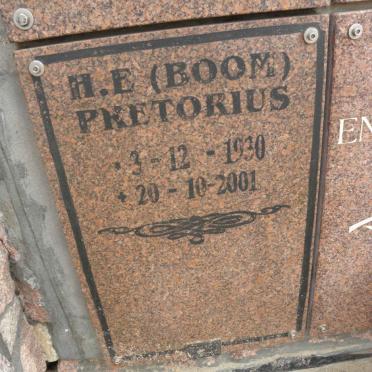 H.E (BOOM)
PRETORIUS
* 3 - 12 - 1930
+ 20 - 10-2001
EN